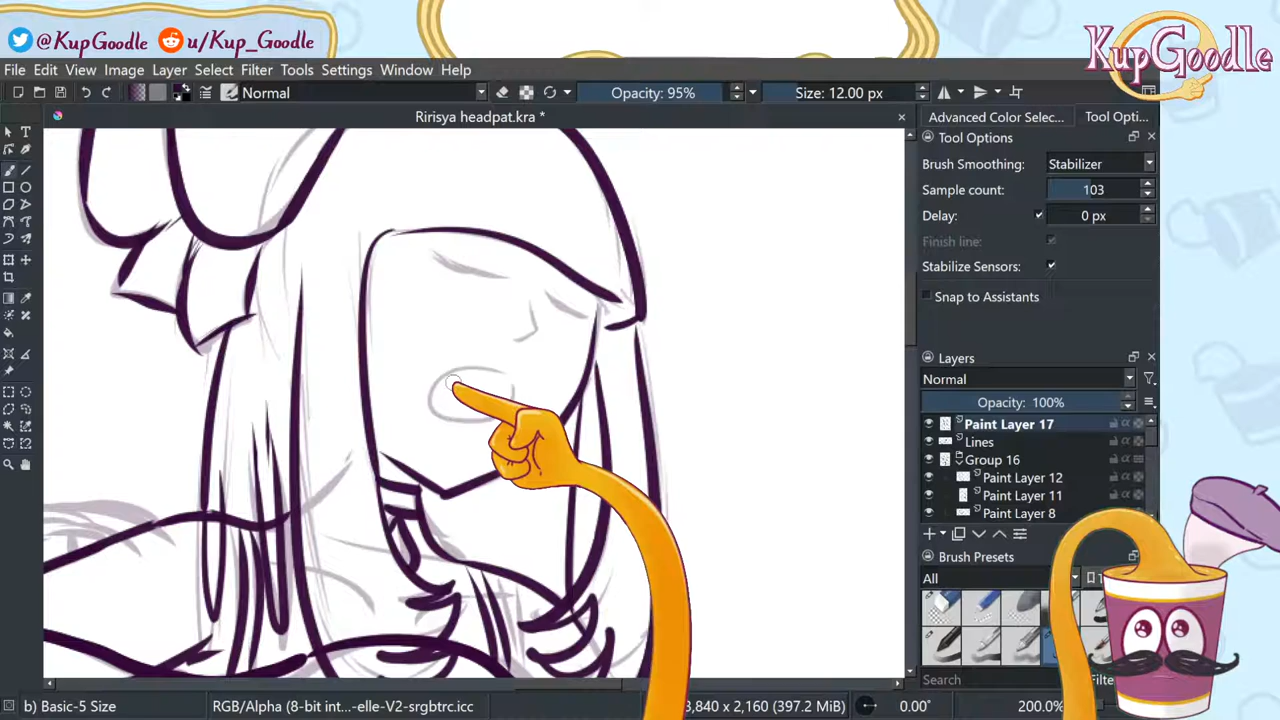 @KupGoodle u/Kup_Goodle
KupGoodle
File Edit View Image Layer Select Filter Tools Settings Window Help
Normal Opacity: 95% Size: 12.00 px
Ririsya headpat.kra *
Advanced Color Selec... Tool Opti...
Tool Options
Brush Smoothing: Stabilizer
Sample count: 103
Delay: 0 px
Finish line:
Stabilize Sensors:
Snap to Assistants
Layers
Normal
Opacity: 100%
Paint Layer 17
Lines
Group 16
Paint Layer 12
Paint Layer 11
Paint Layer 8
Brush Presets
All
Search
b) Basic-5 Size RGB/Alpha (8-bit int...-elle-V2-srgbtrc.icc 3,840 x 2,160 (397.2 MiB) 0.00° 200.0%